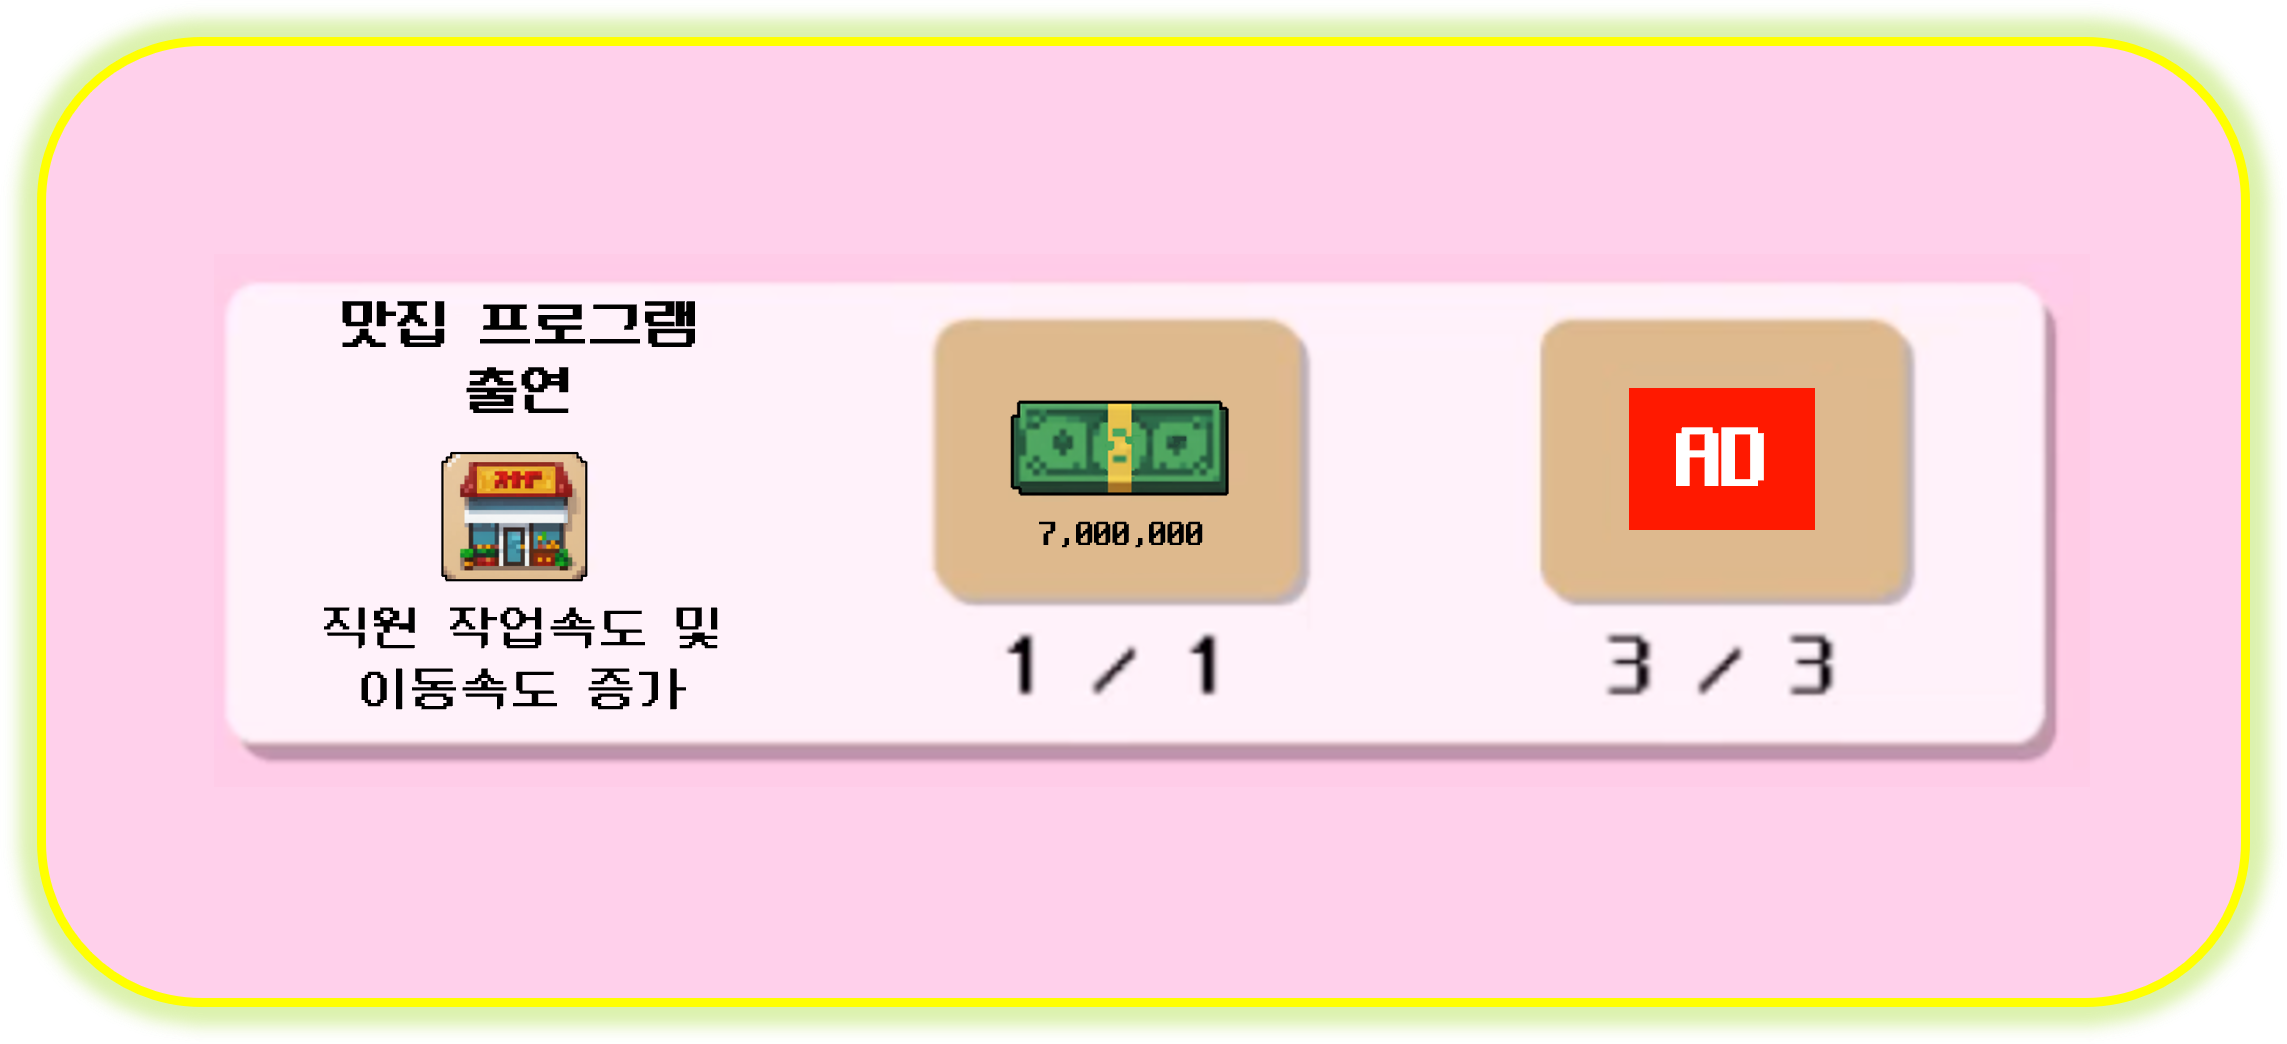 맛집 프로그램
출연
직원 작업속도 및
이동속도 증가
7,000,000
1 / 1
AD
3 / 3